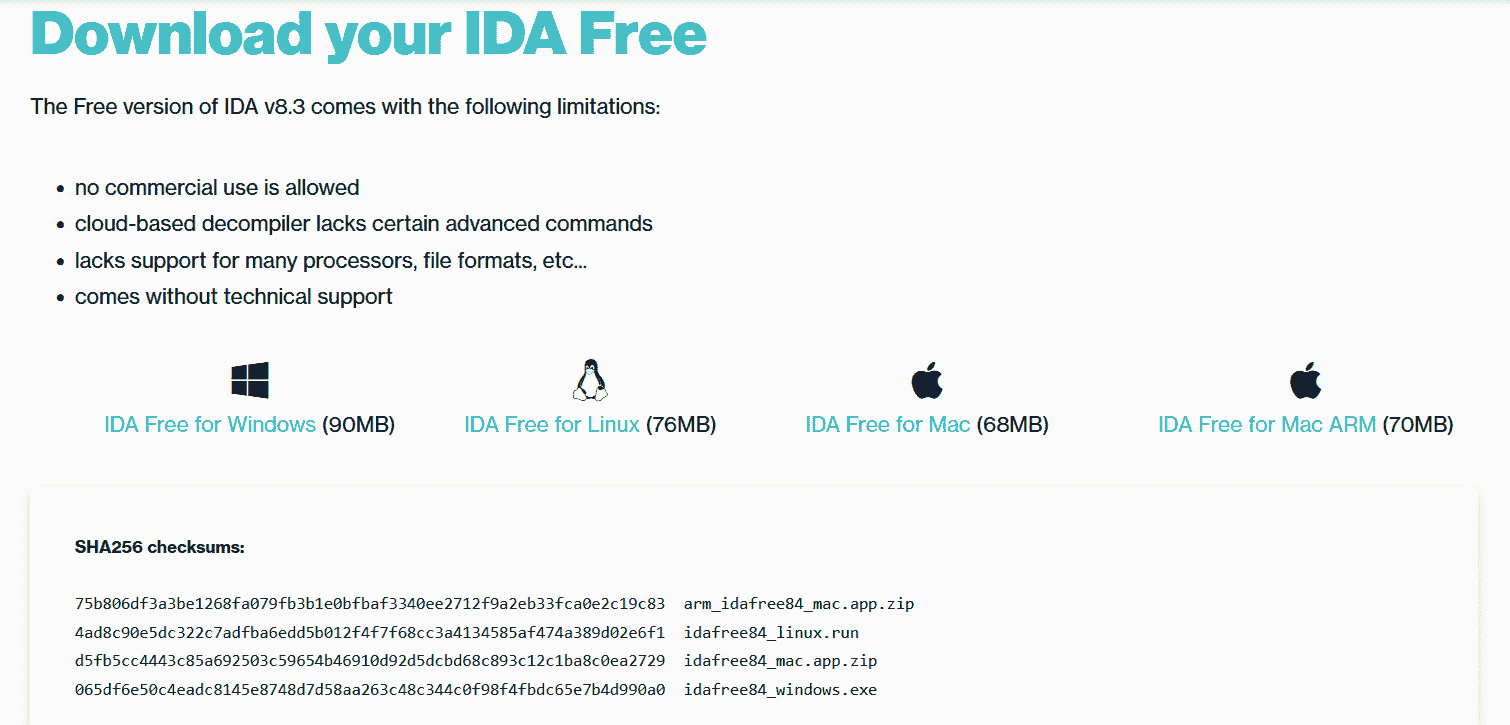 Download your IDA Free
The Free version of IDA v8.3 comes with the following limitations:
no commercial use is allowed
cloud-based decompiler lacks certain advanced commands
lacks support for many processors, file formats, etc...
comes without technical support
IDA Free for Windows (90MB)
IDA Free for Linux (76MB)
IDA Free for Mac (68MB)
IDA Free for Mac ARM (70MB)
SHA256 checksums:
75b806df3a3be1268fa079fb3b1e0bfbaf3340ee2712f9a2eb33fca0e2c19c83 arm_idafree84_mac.app.zip
4ad8c90e5dc322c7adfba6edd5b012f4f7f68cc3a4134585af474a389d02e6f1 idafree84_linux.run
d5fb5cc4443c85a692503c59654b46910d92d5dcbd68c893c12c1ba8c0ea2729 idafree84_mac.app.zip
065df6e50c4eadc8145e8748d7d58aa263c48c344c0f98f4fbdc65e7b4d990a0 idafree84_windows.exe